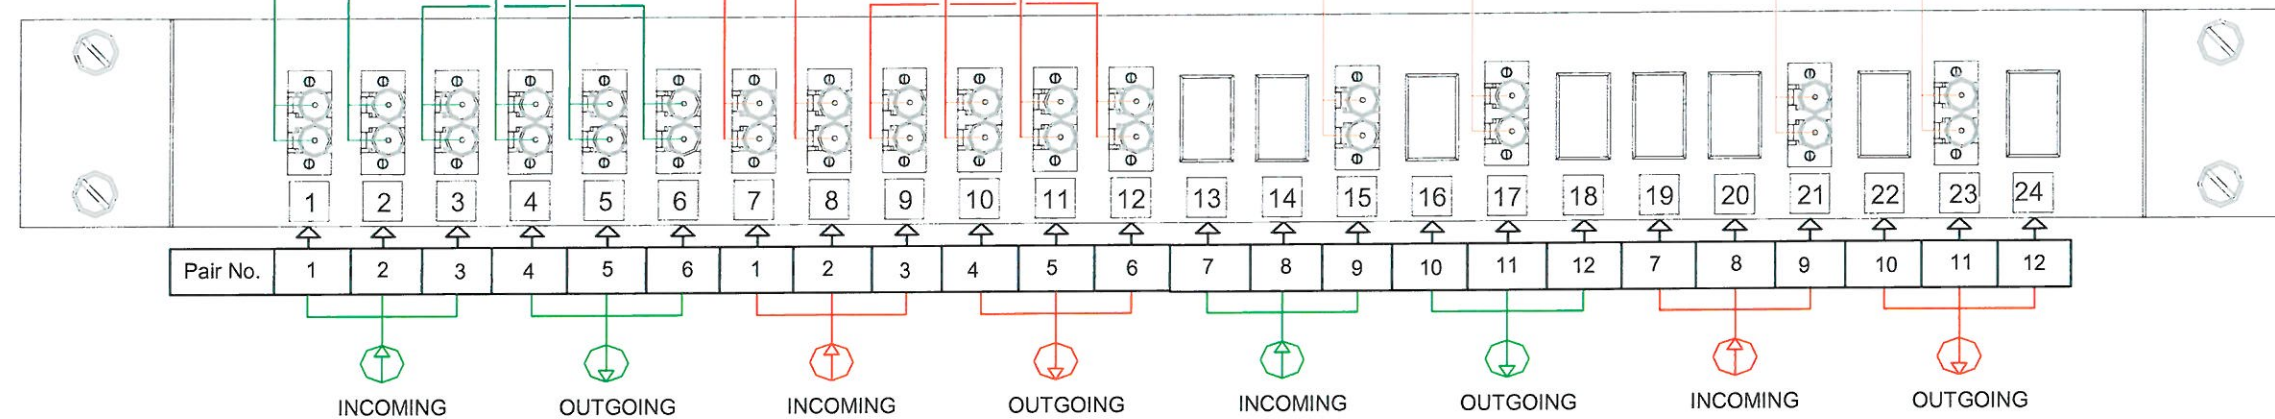 1 2 3 4 5 6 7 8 9 10 11 12 13 14 15 16 17 18 19 20 21 22 23 24
Pair No. 1 2 3 4 5 6 1 2 3 4 5 6 7 8 9 10 11 12 7 8 9 10 11 12
INCOMING OUTGOING INCOMING OUTGOING INCOMING OUTGOING INCOMING OUTGOING